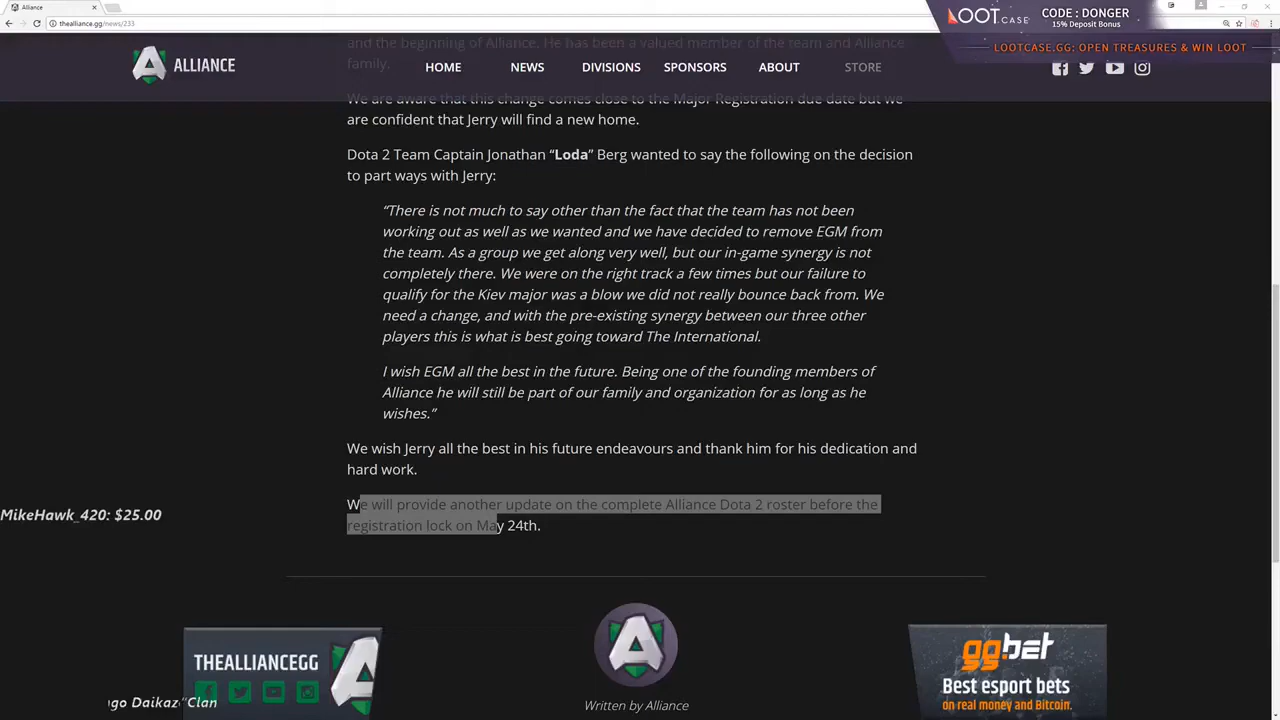 Alliance
thealliance.gg/news/233
LOOTCASE
CODE : DONGER
15% Deposit Bonus
LOOTCASE.GG: OPEN TREASURES & WIN LOOT
ALLIANCE
HOME
NEWS
DIVISIONS
SPONSORS
ABOUT
STORE
and the beginning of Alliance. He has been a valued member of the team and Alliance
family.
We are aware that this change comes close to the Major Registration due date but we
are confident that Jerry will find a new home.
Dota 2 Team Captain Jonathan “Loda” Berg wanted to say the following on the decision
to part ways with Jerry:
“There is not much to say other than the fact that the team has not been
working out as well as we wanted and we have decided to remove EGM from
the team. As a group we get along very well, but our in-game synergy is not
completely there. We were on the right track a few times but our failure to
qualify for the Kiev major was a blow we did not really bounce back from. We
need a change, and with the pre-existing synergy between our three other
players this is what is best going toward The International.
I wish EGM all the best in the future. Being one of the founding members of
Alliance he will still be part of our family and organization for as long as he
wishes.”
We wish Jerry all the best in his future endeavours and thank him for his dedication and
hard work.
We will provide another update on the complete Alliance Dota 2 roster before the
registration lock on May 24th.
MikeHawk_420: $25.00
THEALLIANCEGG
gg.bet
Best esport bets
on real money and Bitcoin.
Written by Alliance
go Daikaz "Clan